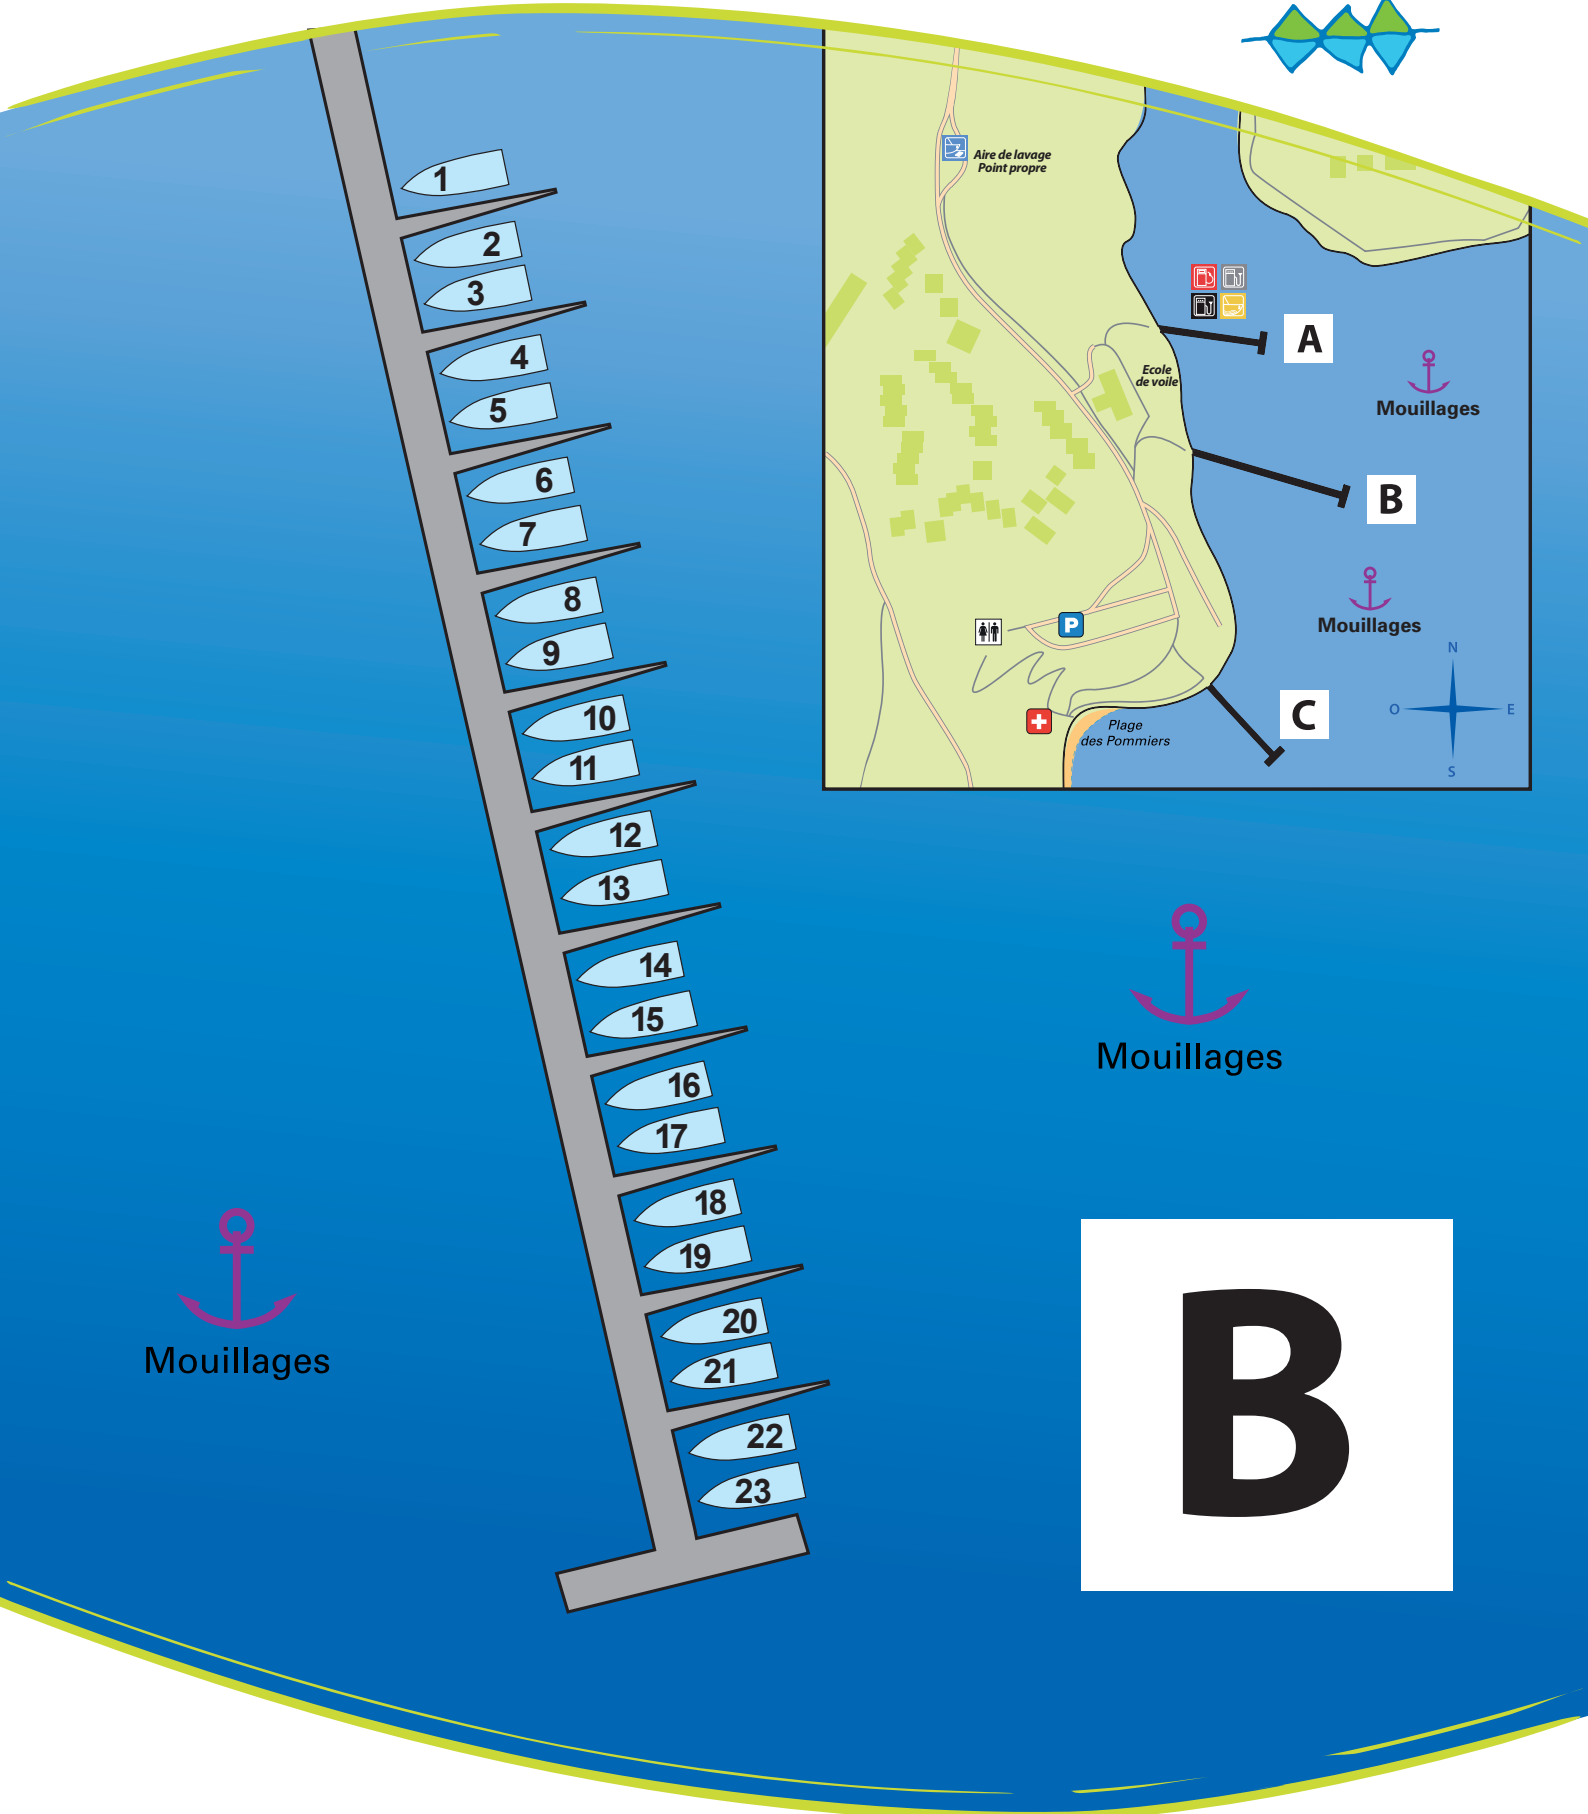 1
2
3
4
5
6
7
8
9
10
11
12
13
14
15
16
17
18
19
20
21
22
23
Aire de lavage
Point propre
A
Mouillages
Ecole
de voile
B
Mouillages
P
N
O
E
S
C
Plage
des Pommiers
Mouillages
Mouillages
B